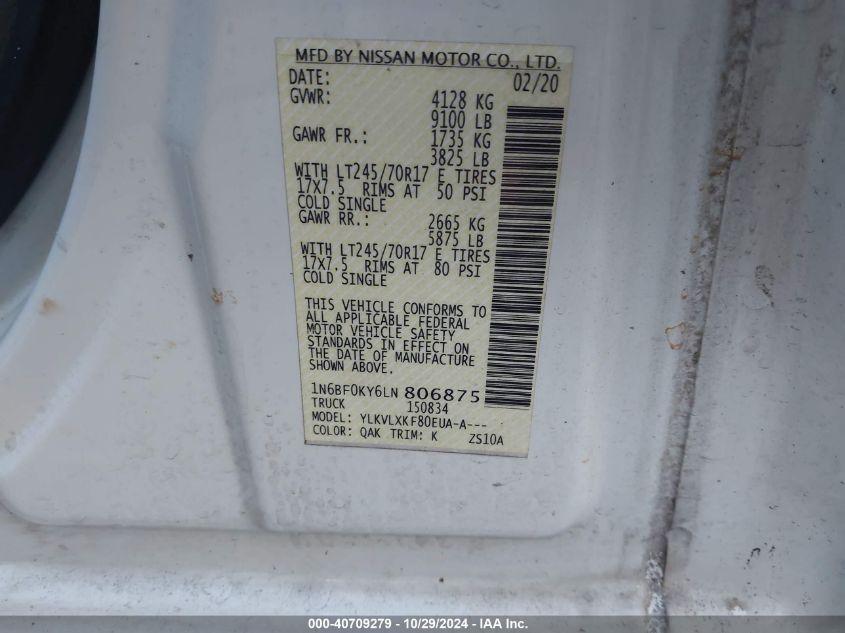 MFD BY NISSAN MOTOR CO., LTD.
DATE: 02/20
GVWR: 4128 KG
9100 LB
GAWR FR.: 1735 KG
3825 LB
WITH LT245/70R17 E TIRES
17X7.5 RIMS AT 50 PSI
COLD SINGLE
GAWR RR.: 2665 KG
5875 LB
WITH LT245/70R17 E TIRES
17X7.5 RIMS AT 80 PSI
COLD SINGLE
THIS VEHICLE CONFORMS TO
ALL APPLICABLE FEDERAL
MOTOR VEHICLE SAFETY
STANDARDS IN EFFECT ON
THE DATE OF MANUFACTURE
SHOWN ABOVE.
1N6BF0KY6LN 806875
TRUCK 150834
MODEL: YLKVLXKF80EUA-A---
COLOR: QAK TRIM: K ZS10A
000-40709279 - 10/29/2024 - IAA Inc.